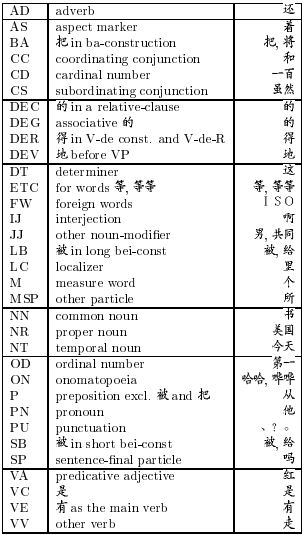 AD adverb 还
AS aspect marker 着
BA 把 in ba-construction 把, 将
CC coordinating conjunction 和
CD cardinal number 一百
CS subordinating conjunction 虽然
DEC 的 in a relative-clause 的
DEG associative 的 的
DER 得 in V-de const. and V-de-R 得
DEV 地 before VP 地
DT determiner 这
ETC for words 等, 等等 等, 等等
FW foreign words ＩＳＯ
IJ interjection 啊
JJ other noun-modifier 男, 共同
LB 被 in long bei-const 被, 给
LC localizer 里
M measure word 个
MSP other particle 所
NN common noun 书
NR proper noun 美国
NT temporal noun 今天
OD ordinal number 第一
ON onomatopoeia 哈哈, 哗哗
P preposition excl. 被 and 把 从
PN pronoun 他
PU punctuation 、？。
SB 被 in short bei-const 被, 给
SP sentence-final particle 吗
VA predicative adjective 红
VC 是 是
VE 有 as the main verb 有
VV other verb 走